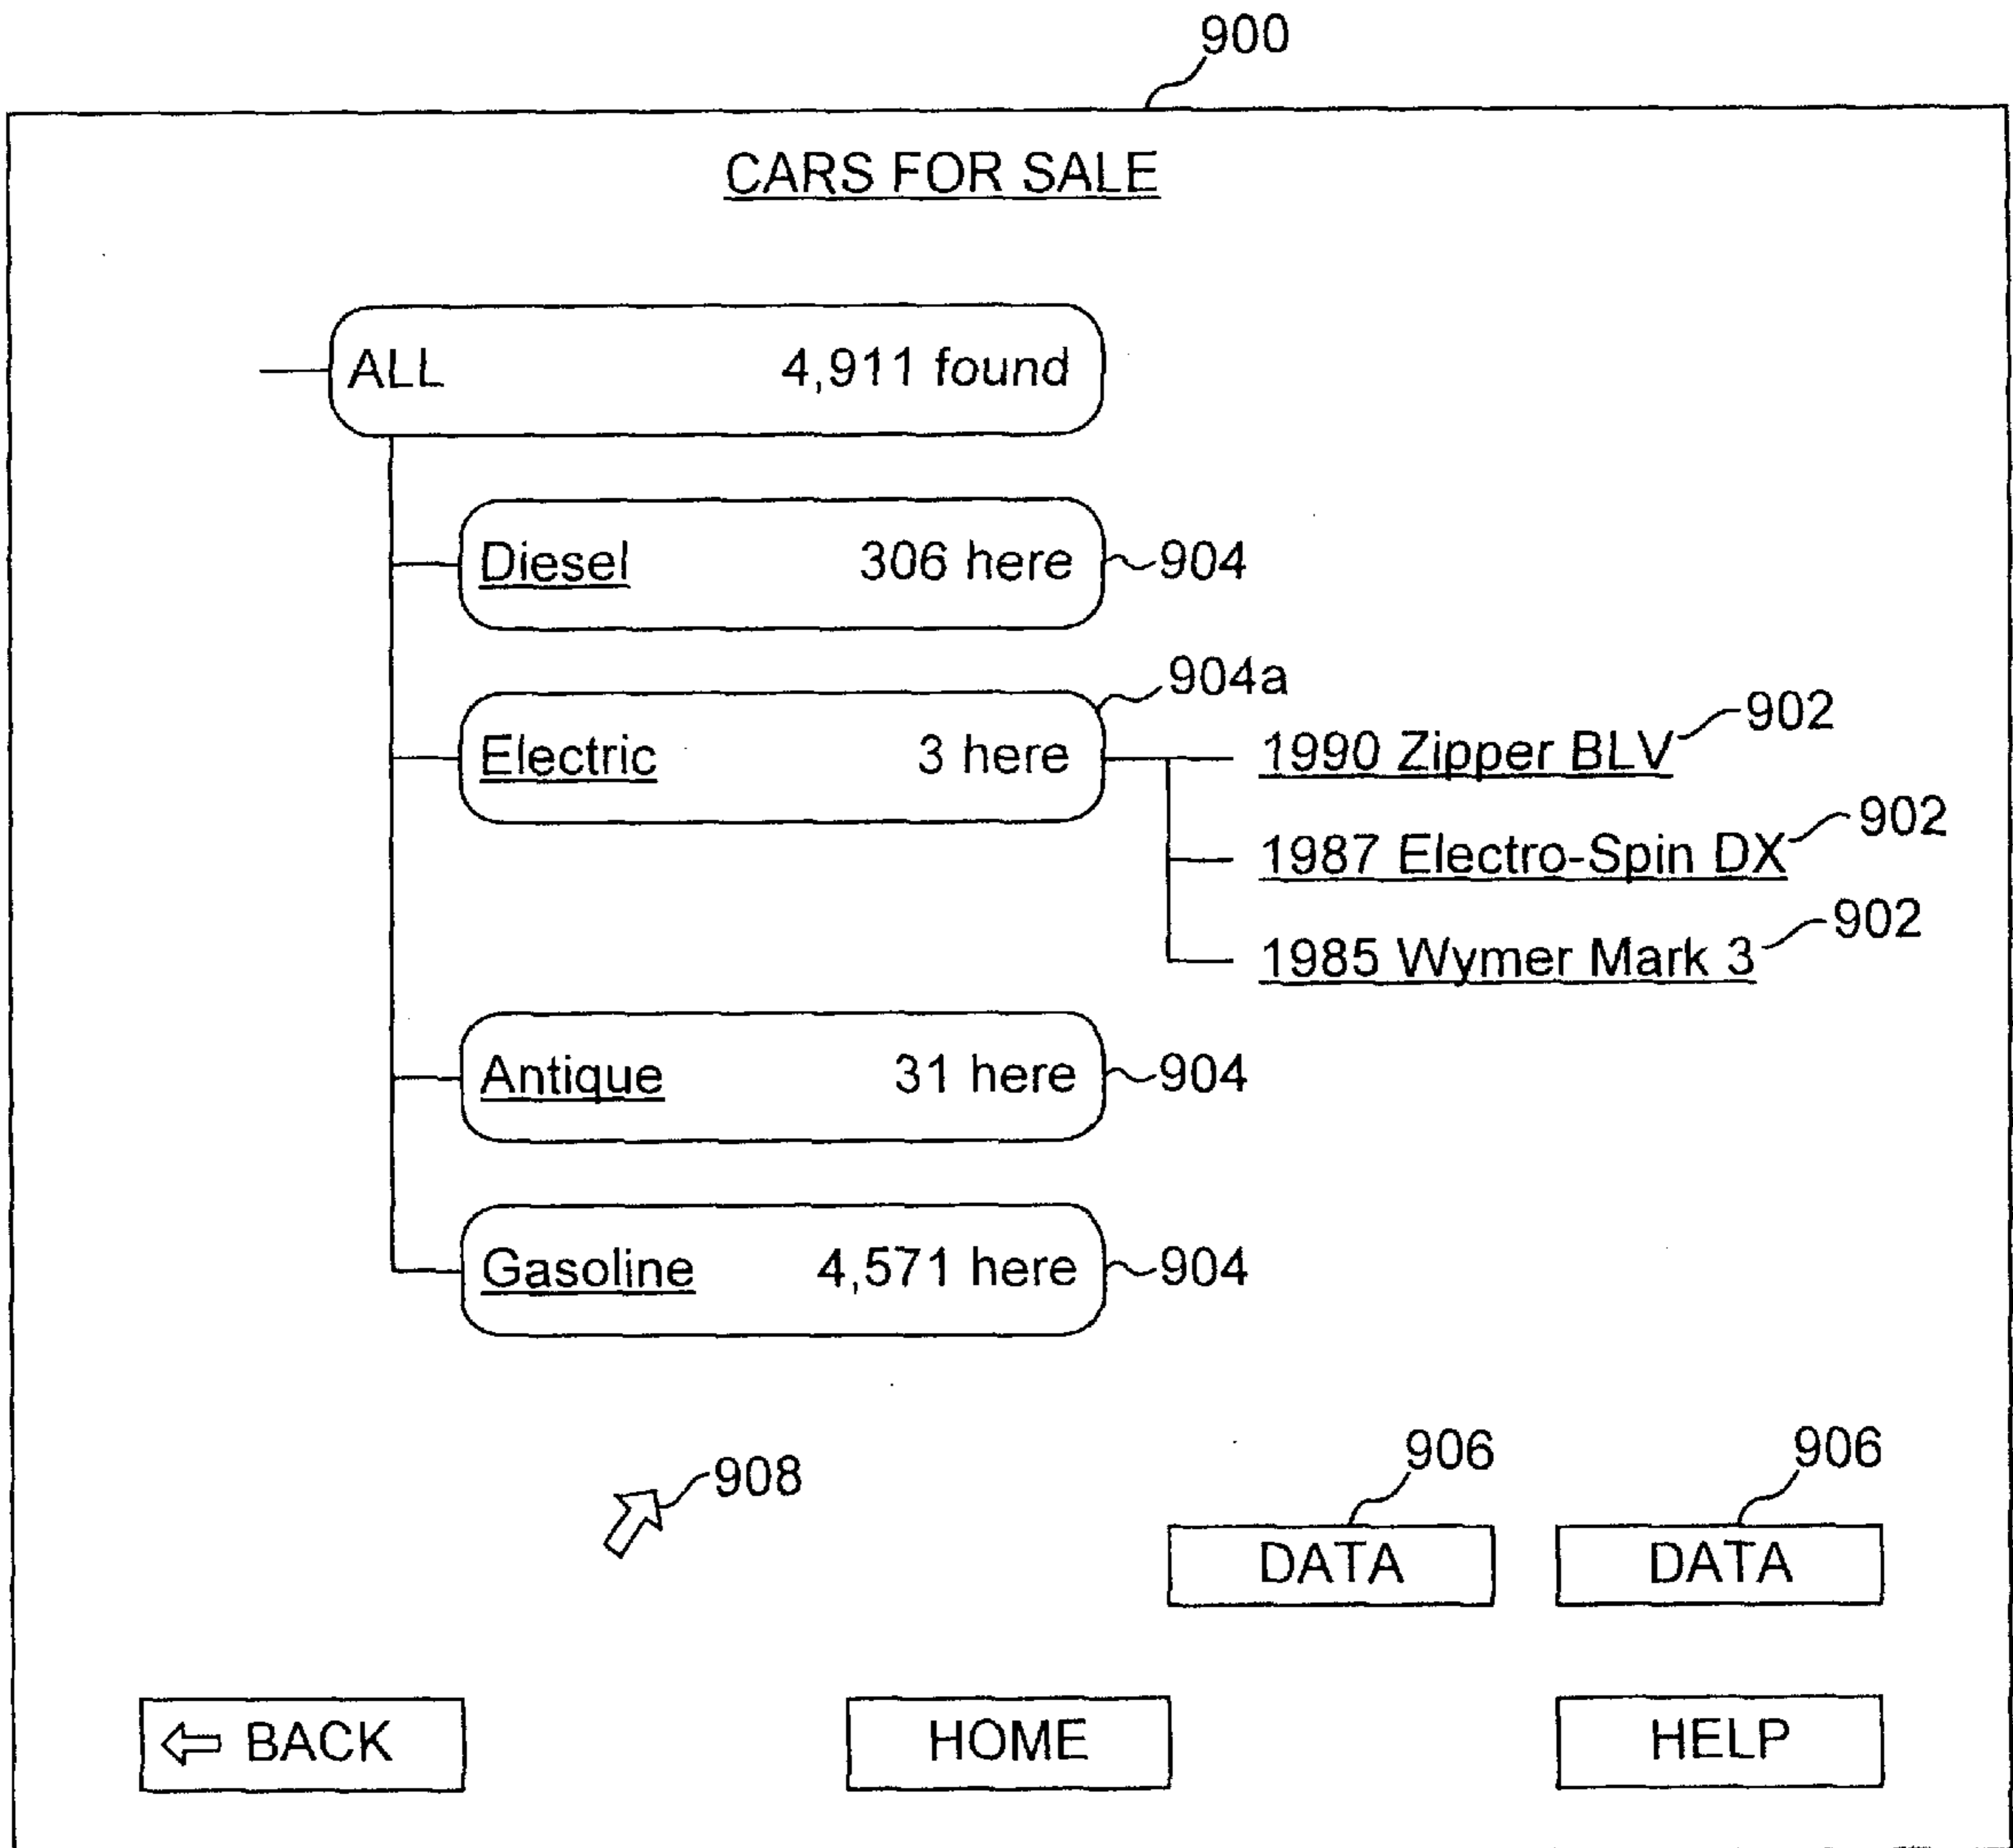 900
CARS FOR SALE
ALL 4,911 found
Diesel 306 here 904
904a
Electric 3 here 1990 Zipper BLV 902
1987 Electro-Spin DX 902
1985 Wymer Mark 3 902
Antique 31 here 904
Gasoline 4,571 here 904
908 906 906
DATA DATA
BACK HOME HELP